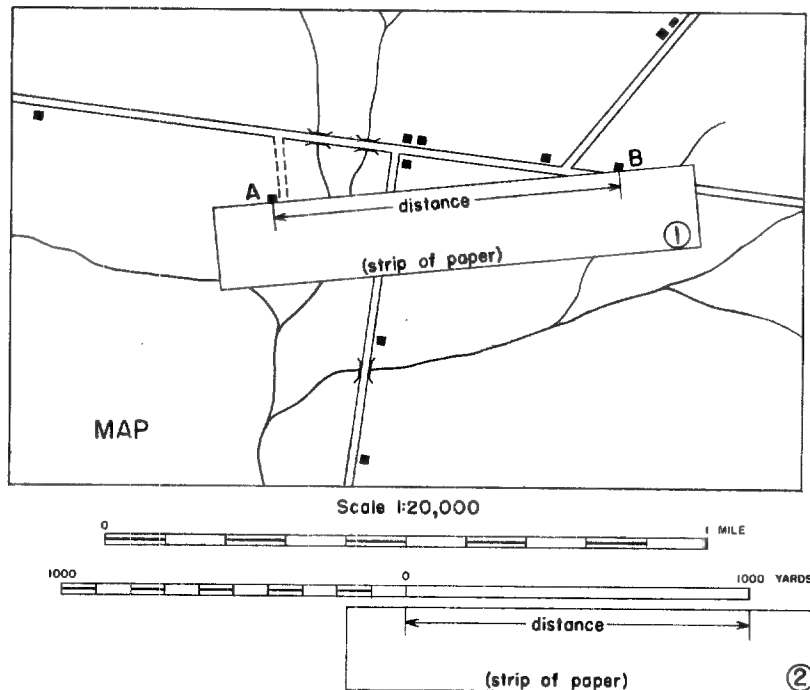 B
A
distance
①
(strip of paper)
MAP
Scale 1:20,000
0 1 MILE
1000 0 1000 YARDS
distance
(strip of paper) ②